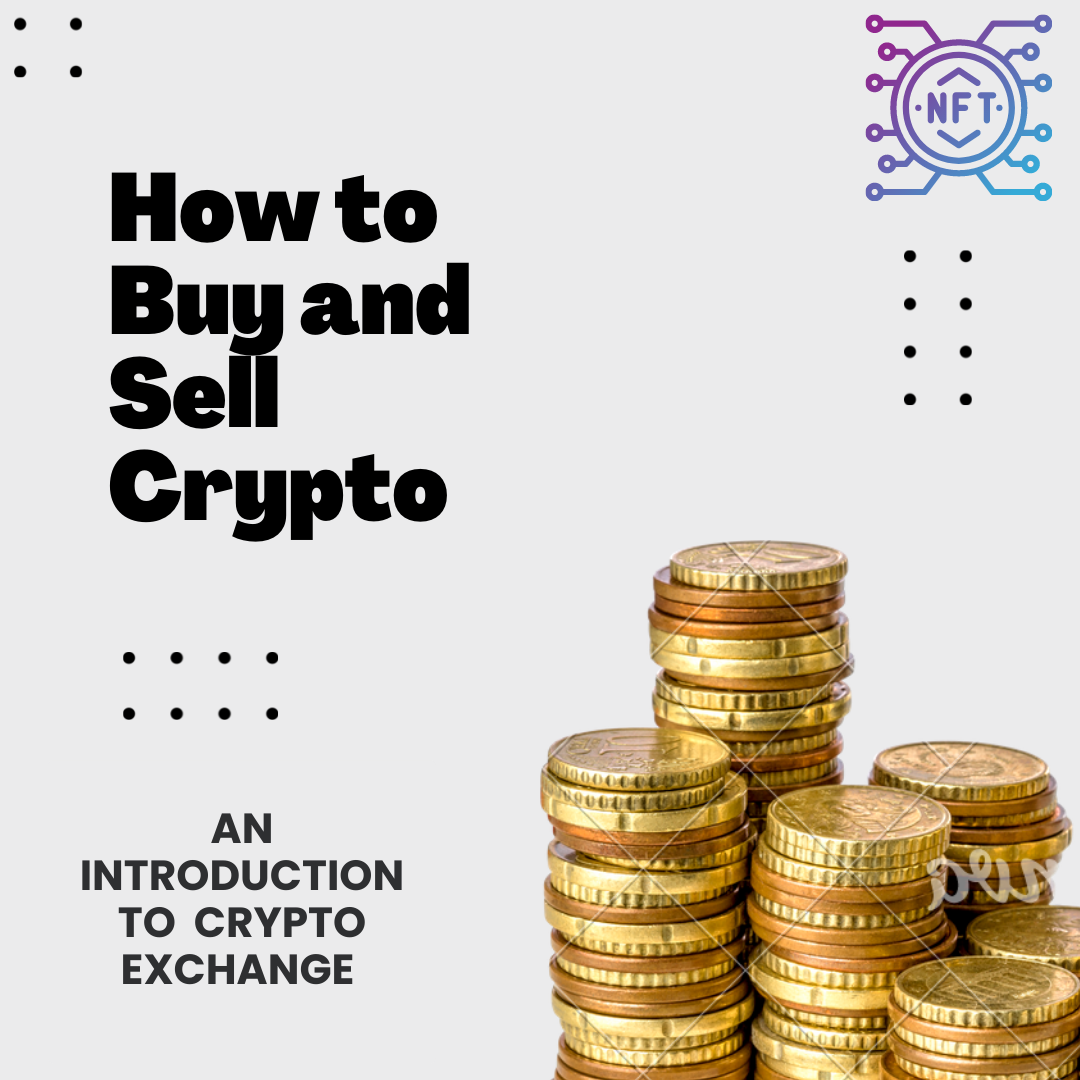 NFT
How to
Buy and
Sell
Crypto
AN
INTRODUCTION
TO CRYPTO
EXCHANGE